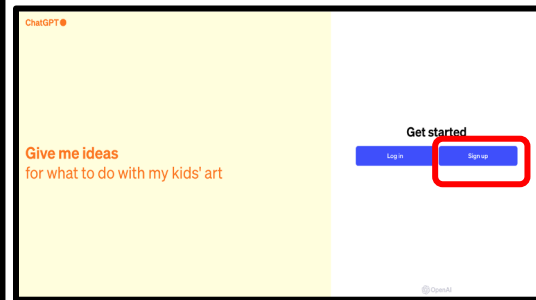 ChatGPT
Give me ideas
for what to do with my kids' art
Get started
Log in
Sign up
OpenAI